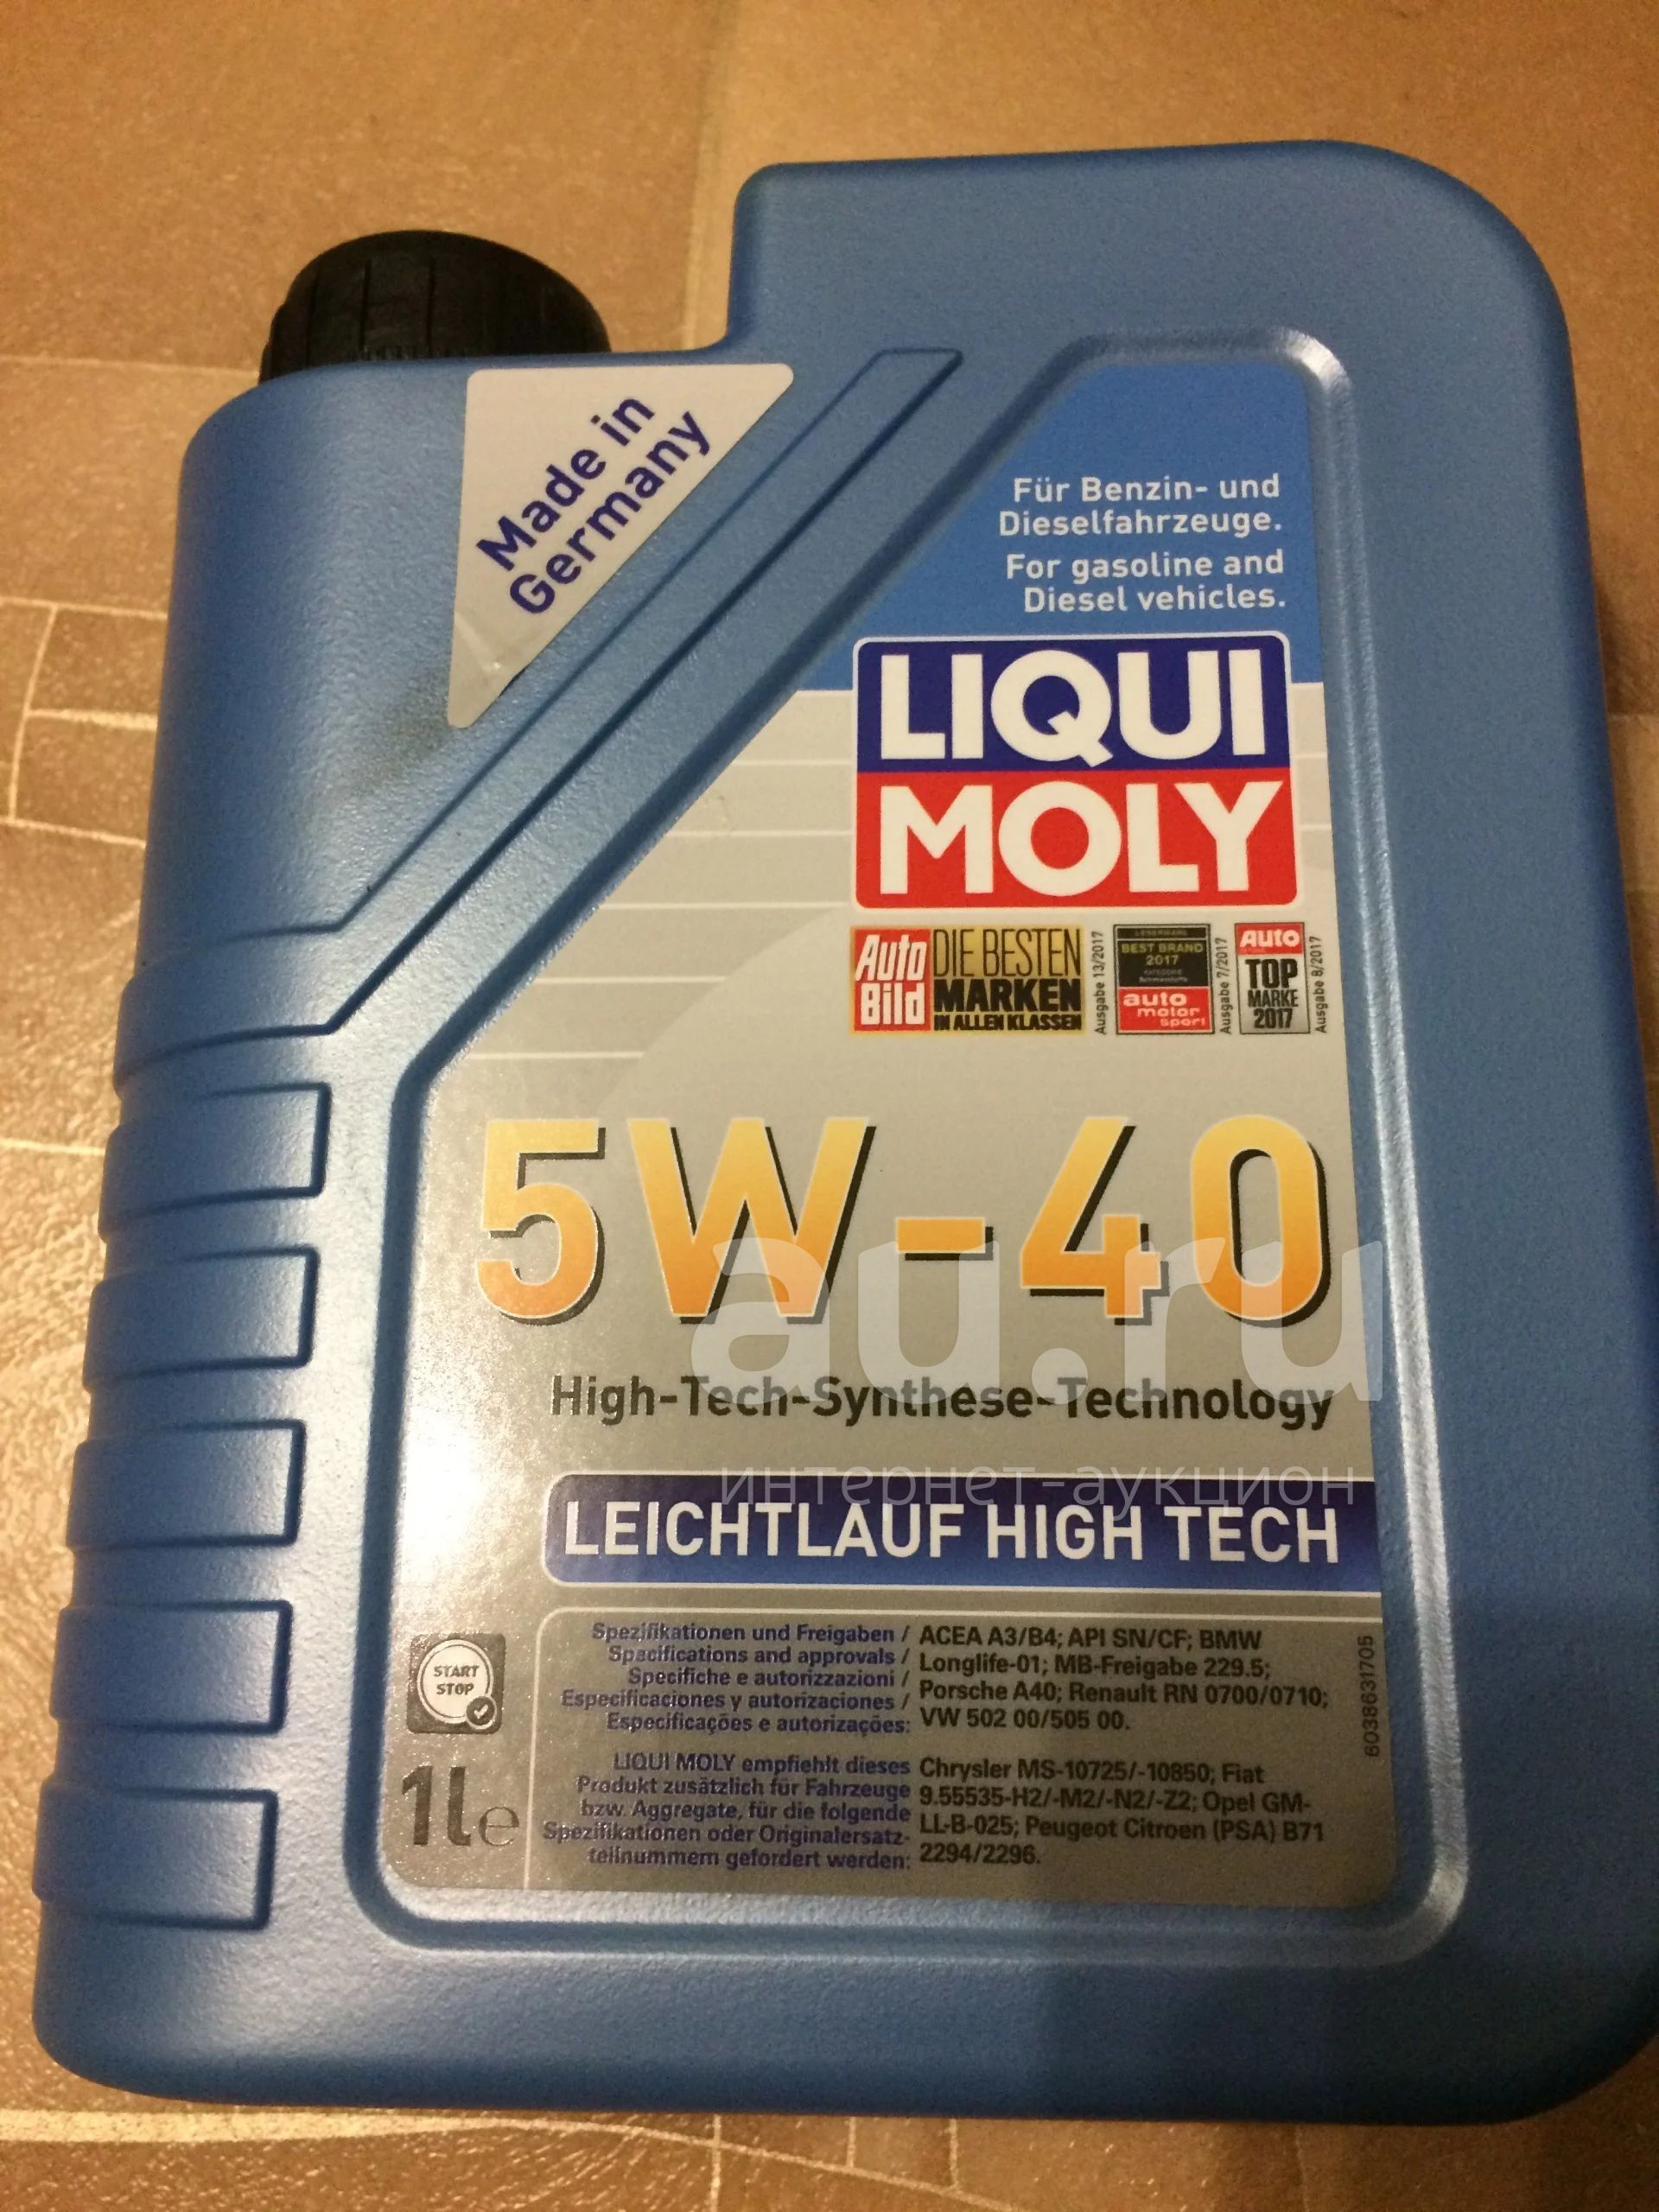 Made in
Germany
Für Benzin- und
Dieselfahrzeuge.
For gasoline and
Diesel vehicles.
LIQUI
MOLY
Auto
Bild
DIE BESTEN
MARKEN
IN ALLEN KLASSEN
Ausgabe 13/2017
LESERWAHL
BEST BRAND
2017
KATEGORIE
Schmierstoffe
auto
motor
sport
Ausgabe 7/2017
Auto
TOP
MARKE
2017
Ausgabe 8/2017
5W-40
au.ru
High-Tech-Synthese-Technology
интернет-аукцион
LEICHTLAUF HIGH TECH
START
STOP
1l e
Spezifikationen und Freigaben /
Specifications and approvals /
Specifiche e autorizzazioni /
Especificaciones y autorizaciones /
Especificações e autorizações:
ACEA A3/B4; API SN/CF; BMW
Longlife-01; MB-Freigabe 229.5;
Porsche A40; Renault RN 0700/0710;
VW 502 00/505 00.
LIQUI MOLY empfiehlt dieses
Produkt zusätzlich für Fahrzeuge
bzw. Aggregate, für die folgende
Spezifikationen oder Originalersatz-
teilnummern gefordert werden:
Chrysler MS-10725/-10850; Fiat
9.55535-H2/-M2/-N2/-Z2; Opel GM-
LL-B-025; Peugeot Citroen (PSA) B71
2294/2296.
6038631705